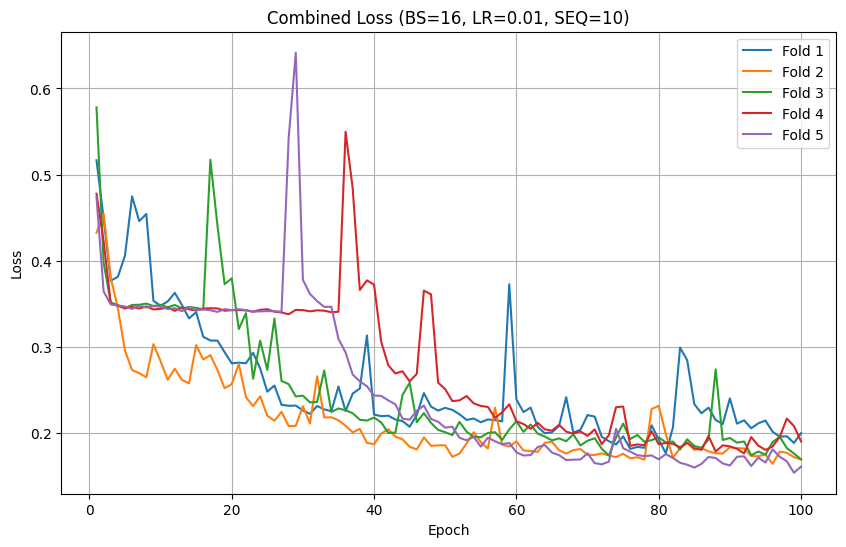 Combined Loss (BS=16, LR=0.01, SEQ=10)
Fold 1
Fold 2
Fold 3
Fold 4
Fold 5
Loss
0.6
0.5
0.4
0.3
0.2
0
20
40
60
80
100
Epoch